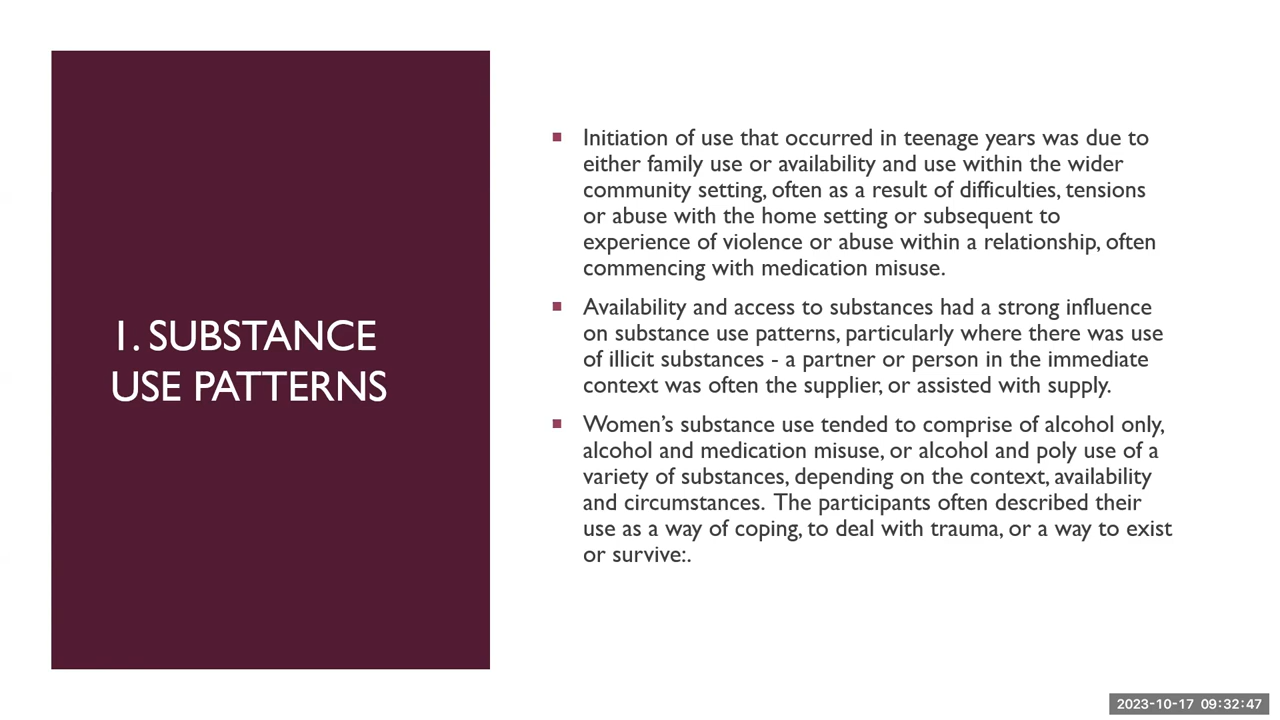 1. SUBSTANCE
USE PATTERNS
Initiation of use that occurred in teenage years was due to
either family use or availability and use within the wider
community setting, often as a result of difficulties, tensions
or abuse with the home setting or subsequent to
experience of violence or abuse within a relationship, often
commencing with medication misuse.
Availability and access to substances had a strong influence
on substance use patterns, particularly where there was use
of illicit substances - a partner or person in the immediate
context was often the supplier, or assisted with supply.
Women's substance use tended to comprise of alcohol only,
alcohol and medication misuse, or alcohol and poly use of a
variety of substances, depending on the context, availability
and circumstances. The participants often described their
use as a way of coping, to deal with trauma, or a way to exist
or survive:.
2023-10-17 09:32:47